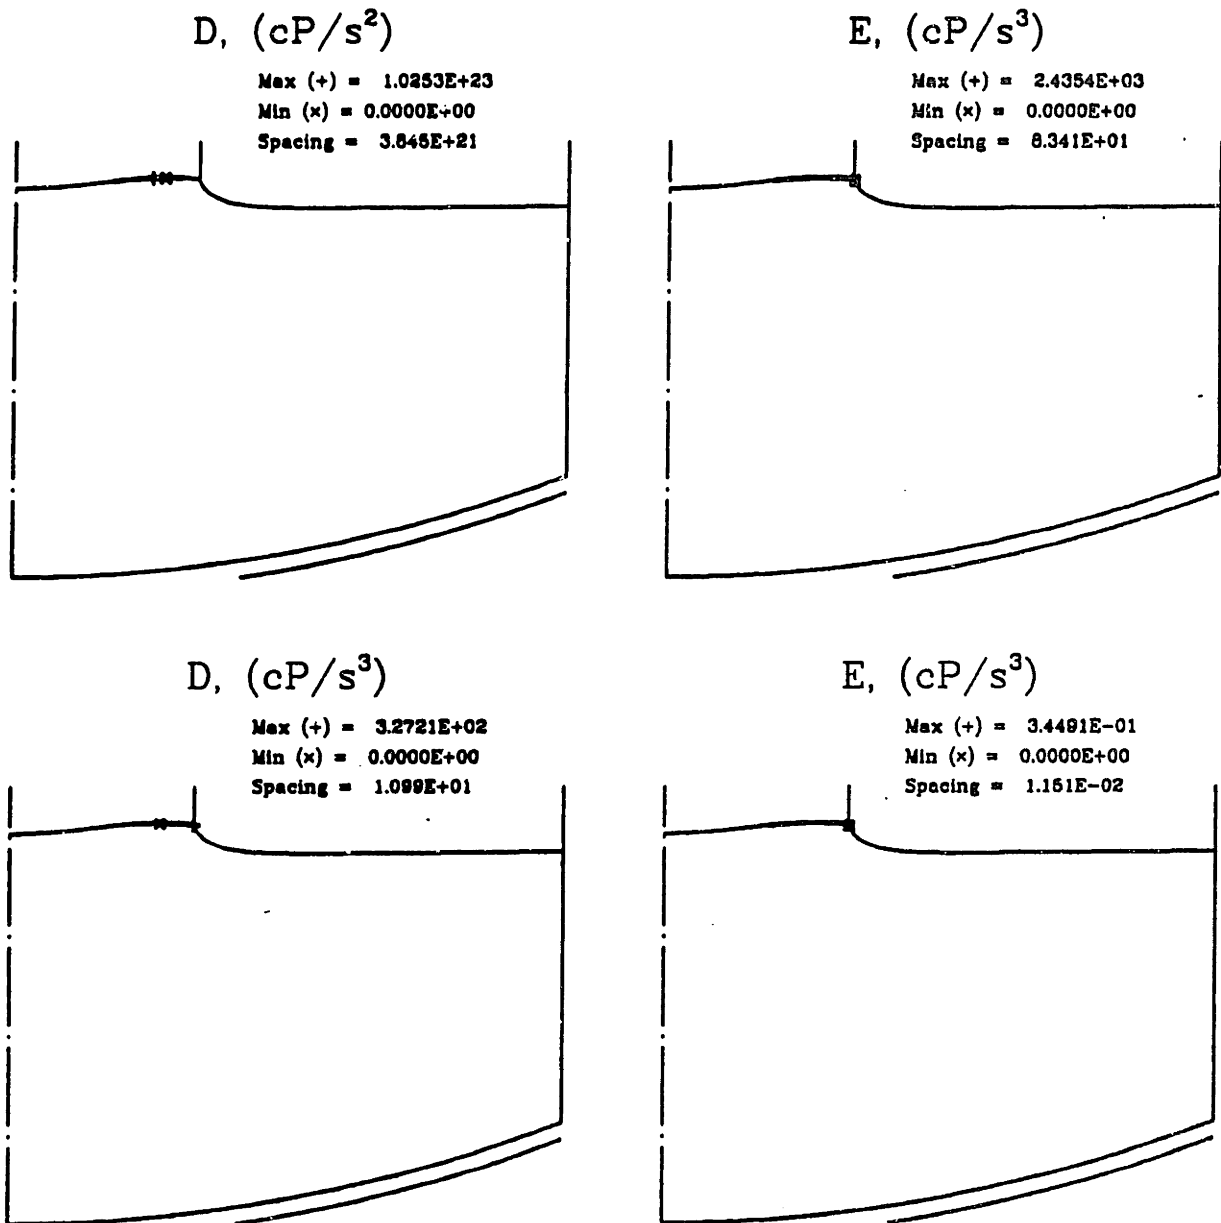 D, (cP/s²)
Max (+) = 1.0253E+23
Min (×) = 0.0000E+00
Spacing = 3.845E+21
E, (cP/s³)
Max (+) = 2.4354E+03
Min (×) = 0.0000E+00
Spacing = 8.341E+01
D, (cP/s³)
Max (+) = 3.2721E+02
Min (×) = 0.0000E+00
Spacing = 1.099E+01
E, (cP/s³)
Max (+) = 3.4491E-01
Min (×) = 0.0000E+00
Spacing = 1.151E-02